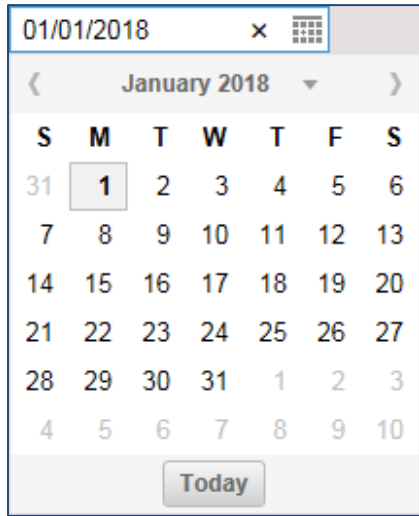 01/01/2018
January 2018
S M T W T F S
31 1 2 3 4 5 6
7 8 9 10 11 12 13
14 15 16 17 18 19 20
21 22 23 24 25 26 27
28 29 30 31 1 2 3
4 5 6 7 8 9 10
Today